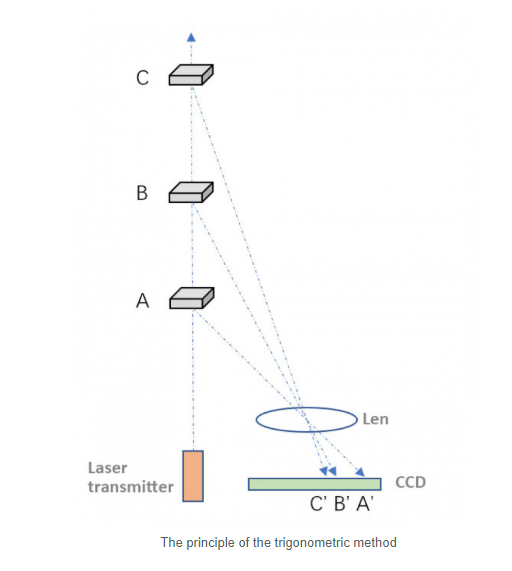 C
B
A
Len
Laser
transmitter
CCD
C' B' A'
The principle of the trigonometric method